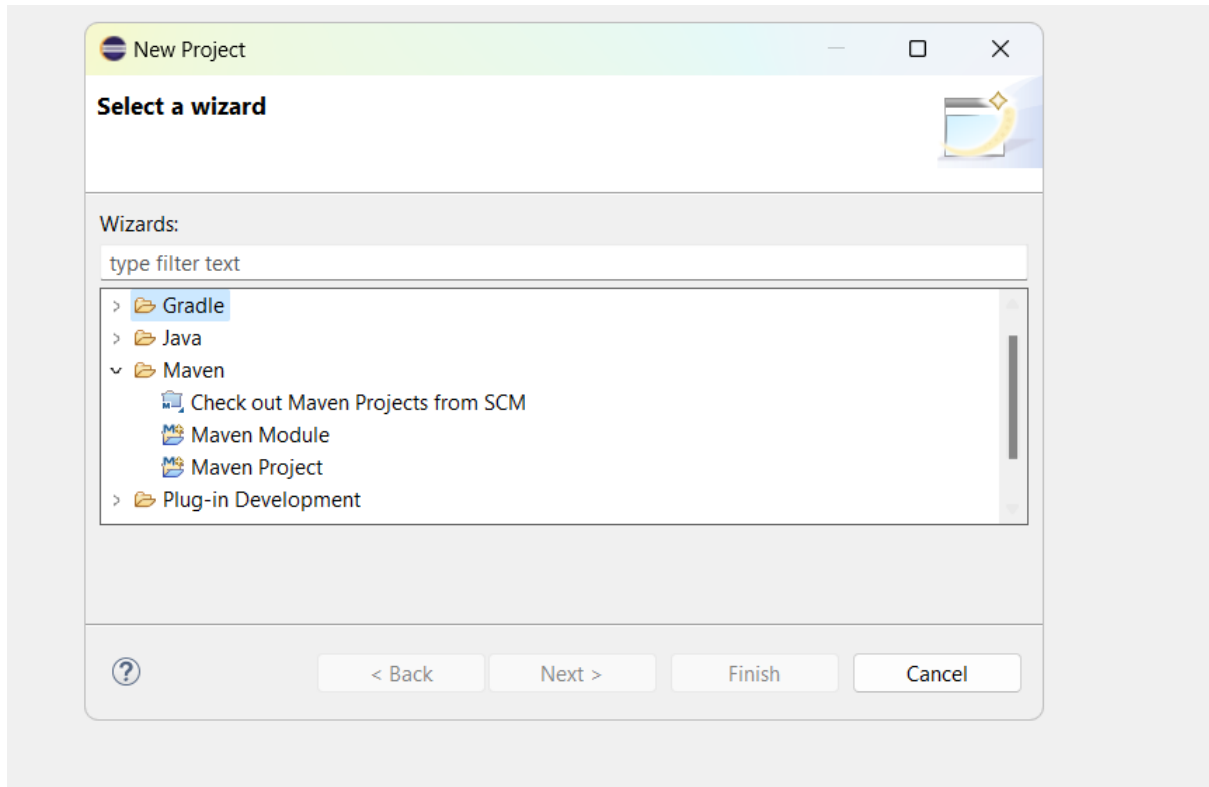 New Project
Select a wizard
Wizards:
type filter text
Gradle
Java
Maven
Check out Maven Projects from SCM
Maven Module
Maven Project
Plug-in Development
< Back Next > Finish Cancel